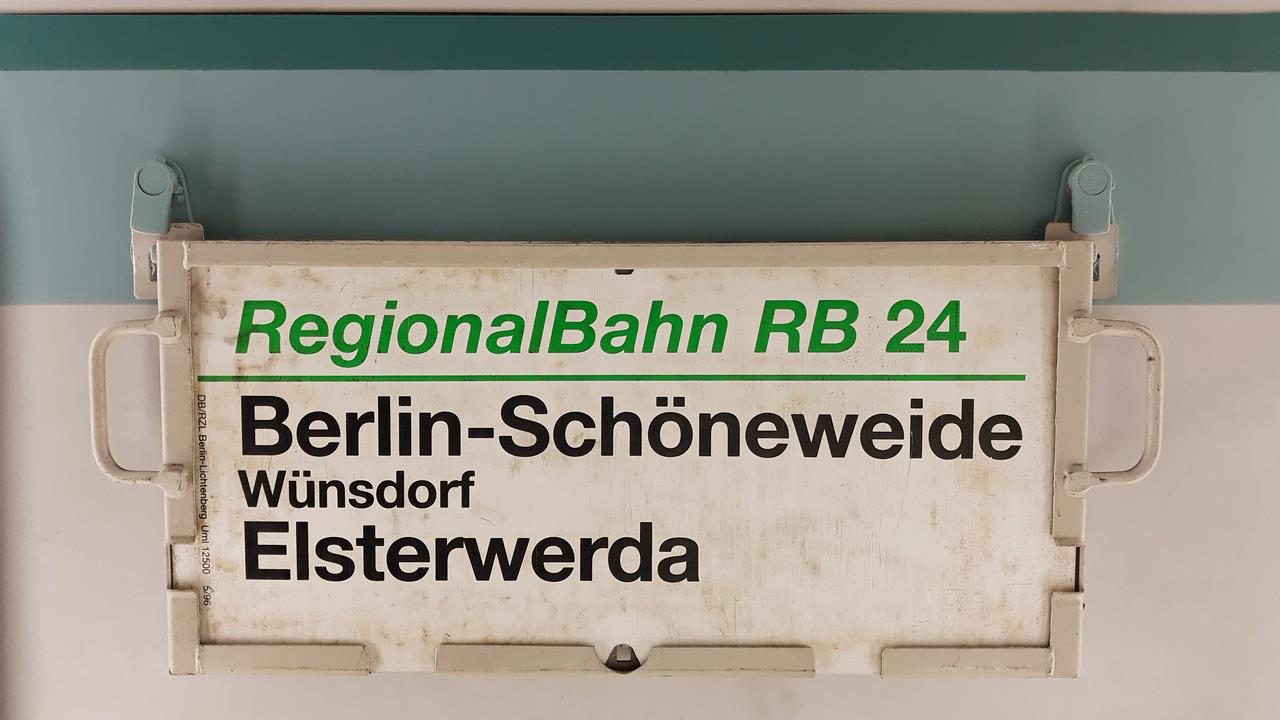 RegionalBahn RB 24
Berlin-Schöneweide
Wünsdorf
Elsterwerda
DB/RZL Berlin-Lichtenberg Uml 12500 5/96